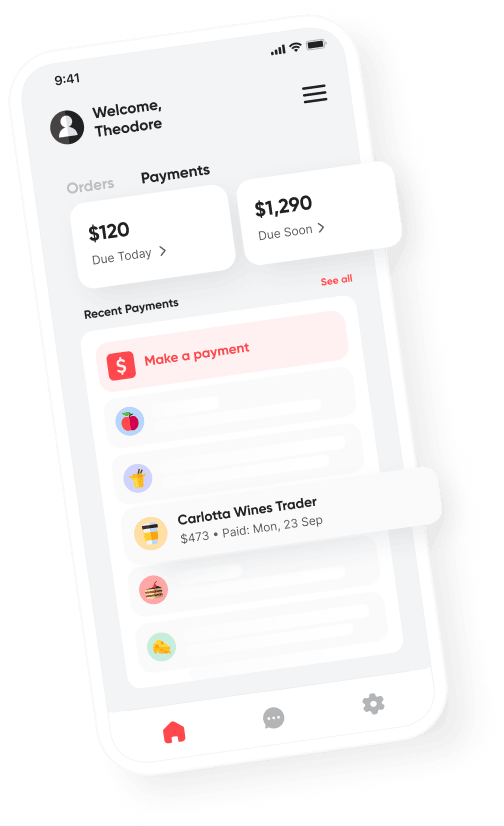 9:41
Welcome,
Theodore
Orders
Payments
$120
Due Today
$1,290
Due Soon
Recent Payments
See all
$
Make a payment
Carlotta Wines Trader
$473 • Paid: Mon, 23 Sep